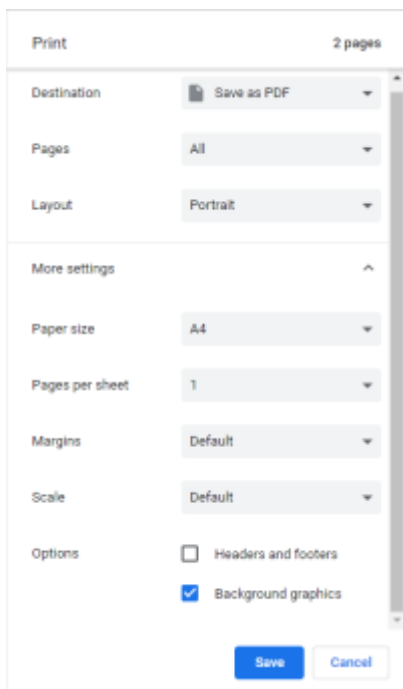 Print 2 pages
Destination Save as PDF
Pages All
Layout Portrait
More settings
Paper size A4
Pages per sheet 1
Margins Default
Scale Default
Options Headers and footers
Background graphics
Save Cancel